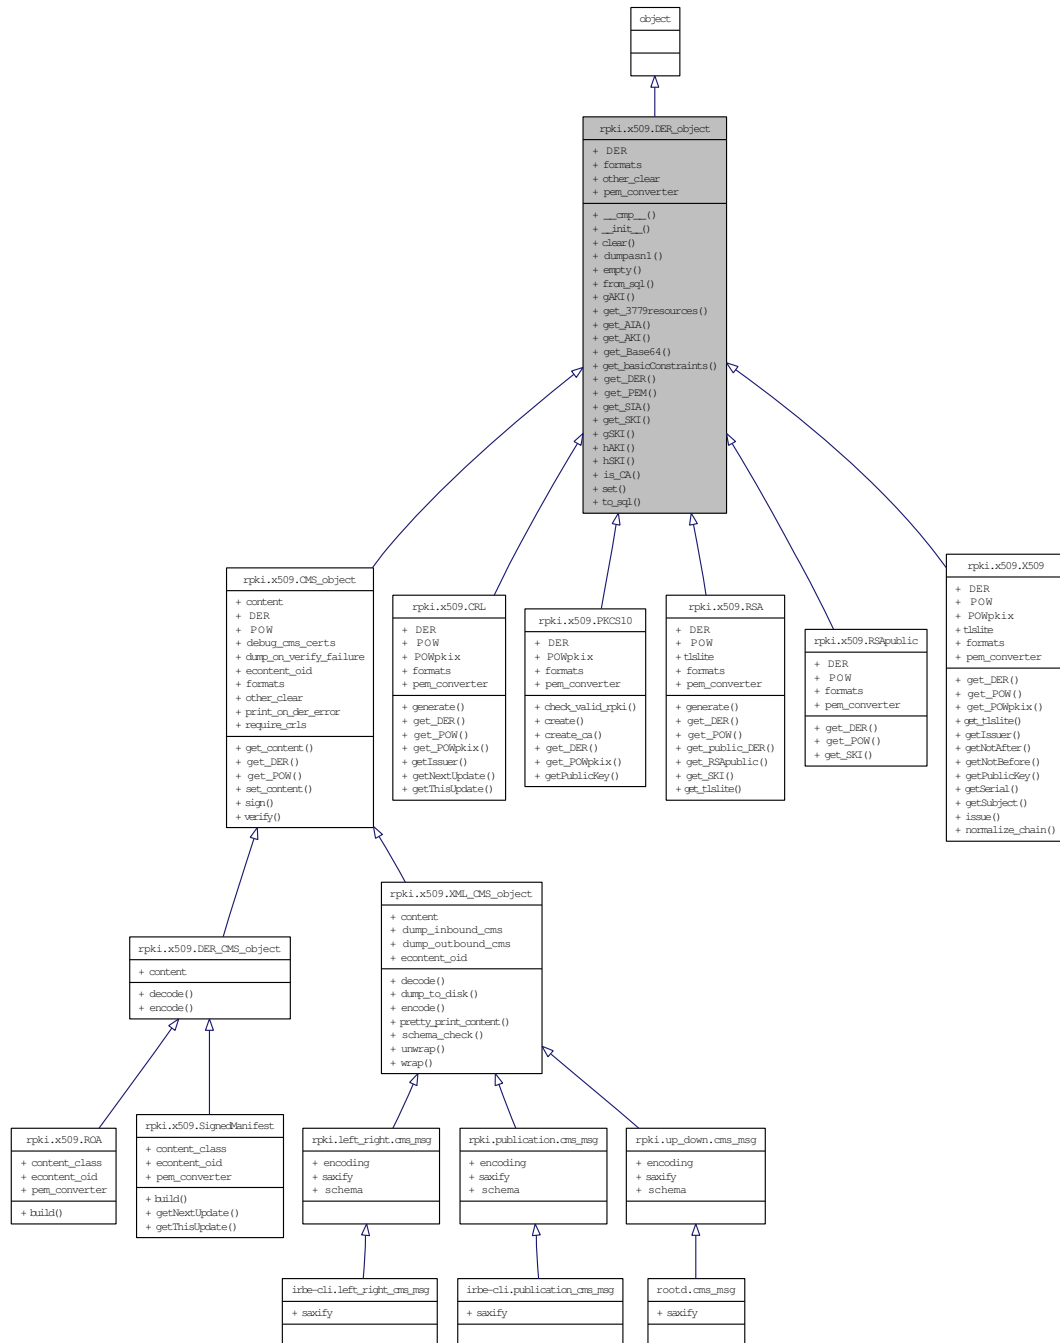 object
rpki.x509.DER_object
+ DER
+ formats
+ other_clear
+ pem_converter
+ __cmp__()
+ __init__()
+ clear()
+ dumpasn1()
+ empty()
+ from_sql()
+ gAKI()
+ get_3779resources()
+ get_AIA()
+ get_AKI()
+ get_Base64()
+ get_basicConstraints()
+ get_DER()
+ get_PEM()
+ get_SIA()
+ get_SKI()
+ gSKI()
+ hAKI()
+ hSKI()
+ is_CA()
+ set()
+ to_sql()
rpki.x509.CMS_object
+ content
+ DER
+ POW
+ debug_cms_certs
+ dump_on_verify_failure
+ econtent_oid
+ formats
+ other_clear
+ print_on_der_error
+ require_crls
+ get_content()
+ get_DER()
+ get_POW()
+ set_content()
+ sign()
+ verify()
rpki.x509.CRL
+ DER
+ POW
+ POWpkix
+ formats
+ pem_converter
+ generate()
+ get_DER()
+ get_POW()
+ get_POWpkix()
+ getIssuer()
+ getNextUpdate()
+ getThisUpdate()
rpki.x509.PKCS10
+ DER
+ POWpkix
+ formats
+ pem_converter
+ check_valid_rpki()
+ create()
+ create_ca()
+ get_DER()
+ get_POWpkix()
+ getPublicKey()
rpki.x509.RSA
+ DER
+ POW
+ tlslite
+ formats
+ pem_converter
+ generate()
+ get_DER()
+ get_POW()
+ get_public_DER()
+ get_RSApublic()
+ get_SKI()
+ get_tlslite()
rpki.x509.RSApublic
+ DER
+ POW
+ formats
+ pem_converter
+ get_DER()
+ get_POW()
+ get_SKI()
rpki.x509.X509
+ DER
+ POW
+ POWpkix
+ tlslite
+ formats
+ pem_converter
+ get_DER()
+ get_POW()
+ get_POWpkix()
+ get_tlslite()
+ getIssuer()
+ getNotAfter()
+ getNotBefore()
+ getPublicKey()
+ getSerial()
+ getSubject()
+ issue()
+ normalize_chain()
rpki.x509.DER_CMS_object
+ content
+ decode()
+ encode()
rpki.x509.XML_CMS_object
+ content
+ dump_inbound_cms
+ dump_outbound_cms
+ econtent_oid
+ decode()
+ dump_to_disk()
+ encode()
+ pretty_print_content()
+ schema_check()
+ unwrap()
+ wrap()
rpki.x509.ROA
+ content_class
+ econtent_oid
+ pem_converter
+ build()
rpki.x509.SignedManifest
+ content_class
+ econtent_oid
+ pem_converter
+ build()
+ getNextUpdate()
+ getThisUpdate()
rpki.left_right.cms_msg
+ encoding
+ saxify
+ schema
rpki.publication.cms_msg
+ encoding
+ saxify
+ schema
rpki.up_down.cms_msg
+ encoding
+ saxify
+ schema
irbe-cli.left_right_cms_msg
+ saxify
irbe-cli.publication_cms_msg
+ saxify
rootd.cms_msg
+ saxify